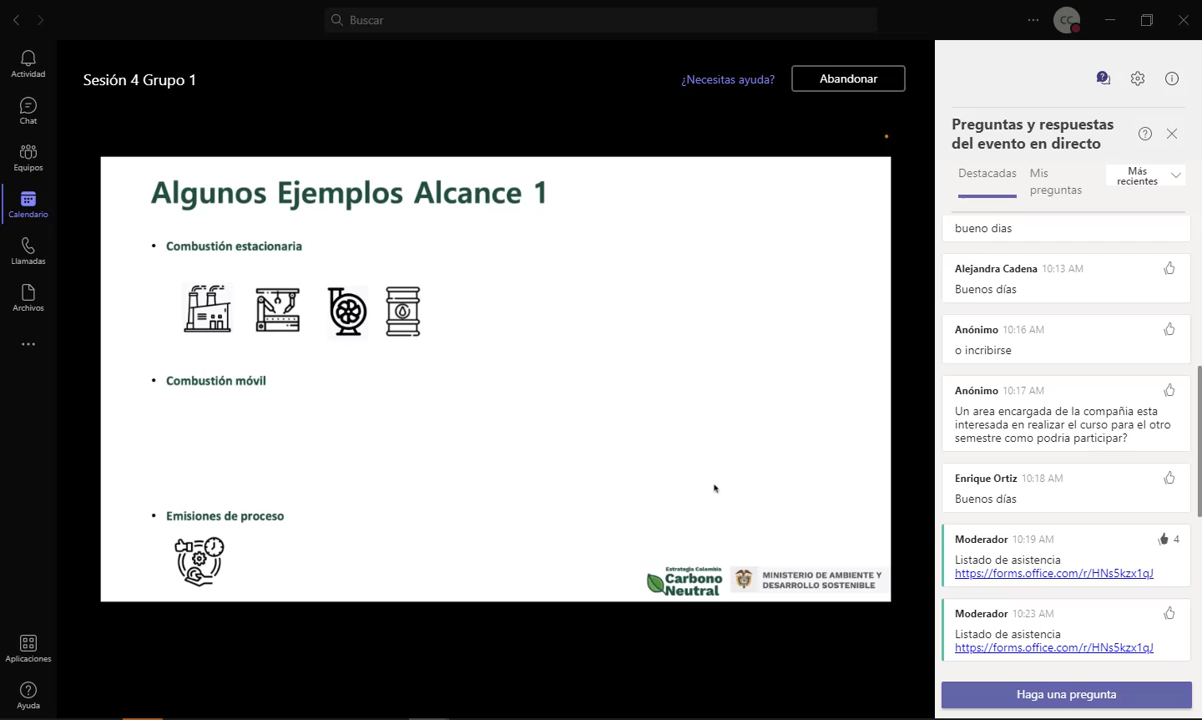 Buscar
CC
Actividad
Chat
Equipos
Calendario
Llamadas
Archivos
Aplicaciones
Ayuda
Sesión 4 Grupo 1
¿Necesitas ayuda?
Abandonar
Algunos Ejemplos Alcance 1
• Combustión estacionaria
• Combustión móvil
• Emisiones de proceso
Estrategia Colombia
Carbono
Neutral
MINISTERIO DE AMBIENTE Y
DESARROLLO SOSTENIBLE
Preguntas y respuestas
del evento en directo
Destacadas
Mis
preguntas
Más
recientes
bueno dias
Alejandra Cadena 10:13 AM
Buenos días
Anónimo 10:16 AM
o incribirse
Anónimo 10:17 AM
Un area encargada de la compañia esta
interesada en realizar el curso para el otro
semestre como podria participar?
Enrique Ortiz 10:18 AM
Buenos días
Moderador 10:19 AM 4
Listado de asistencia
https://forms.office.com/r/HNs5kzx1qJ
Moderador 10:23 AM
Listado de asistencia
https://forms.office.com/r/HNs5kzx1qJ
Haga una pregunta